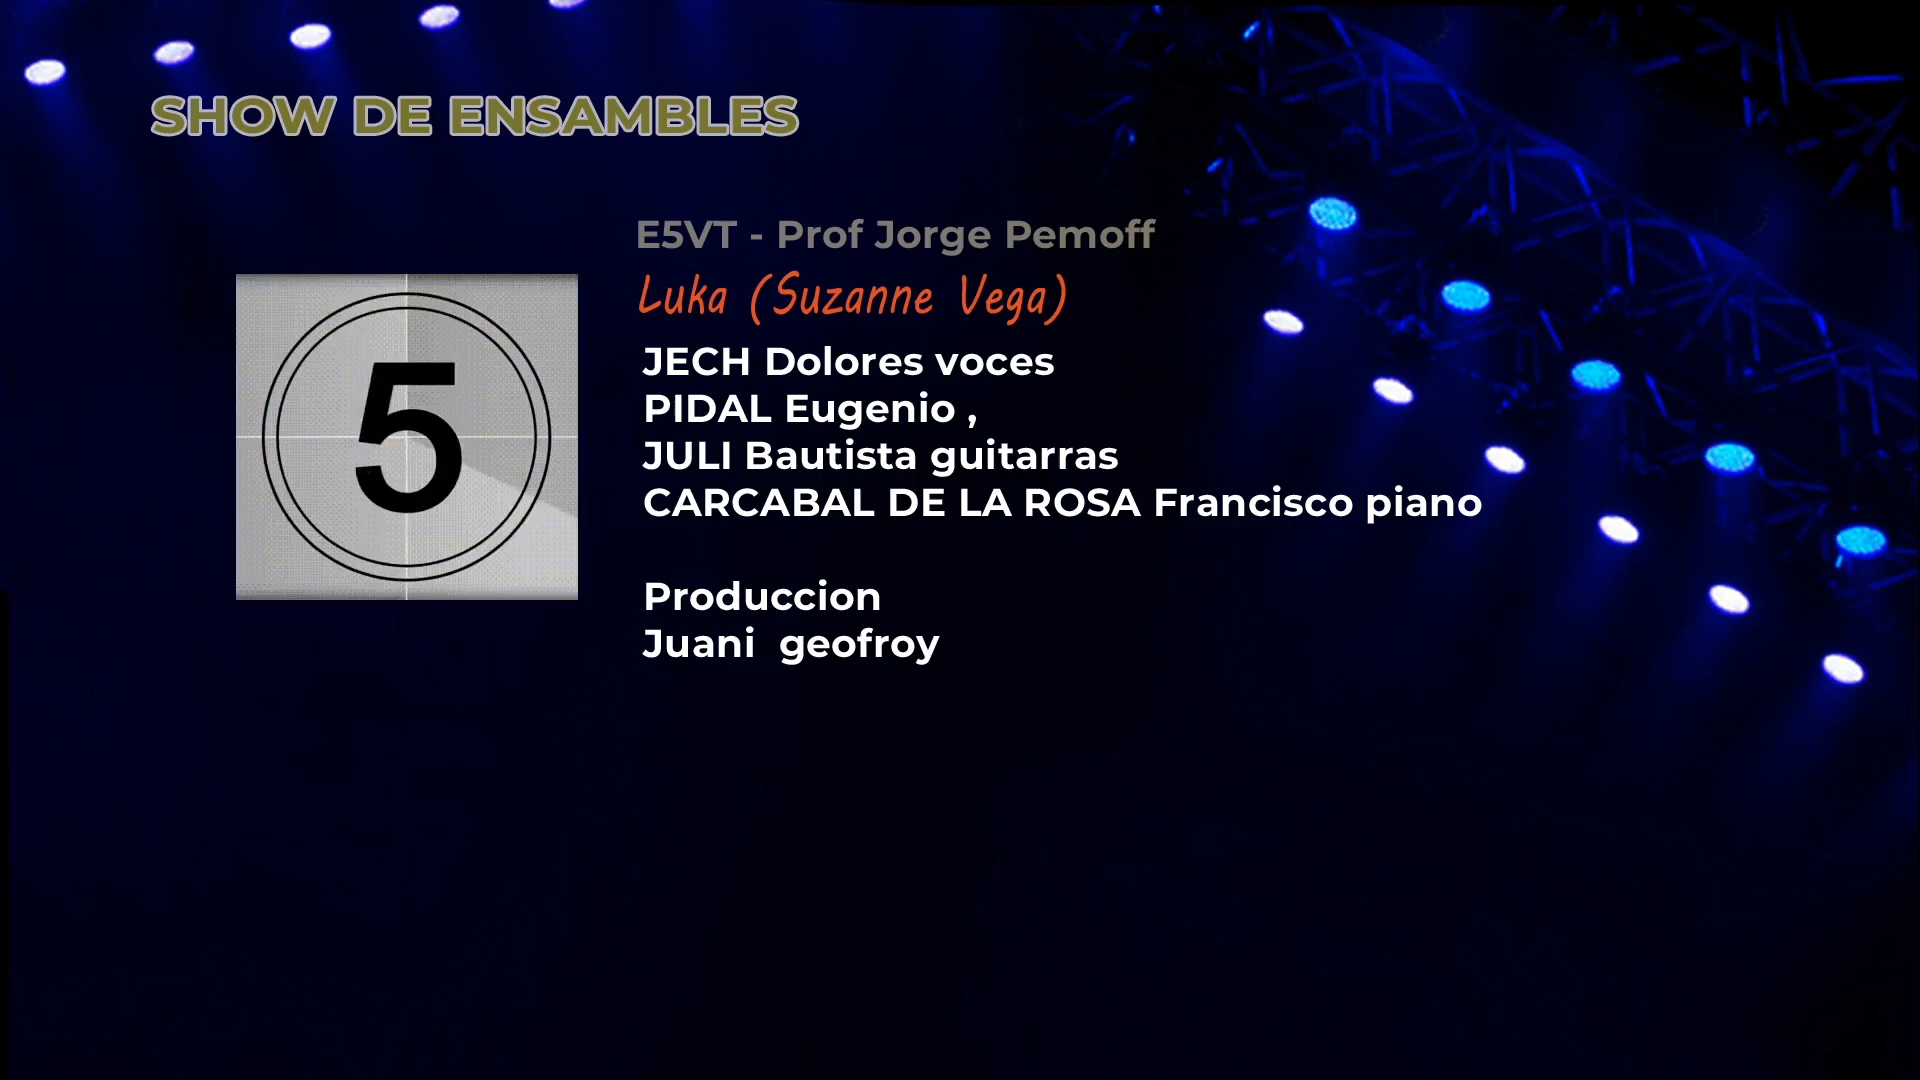 SHOW DE ENSAMBLES
E5VT - Prof Jorge Pemoff
Luka (Suzanne Vega)
5
JECH Dolores voces
PIDAL Eugenio ,
JULI Bautista guitarras
CARCABAL DE LA ROSA Francisco piano
Produccion
Juani  geofroy